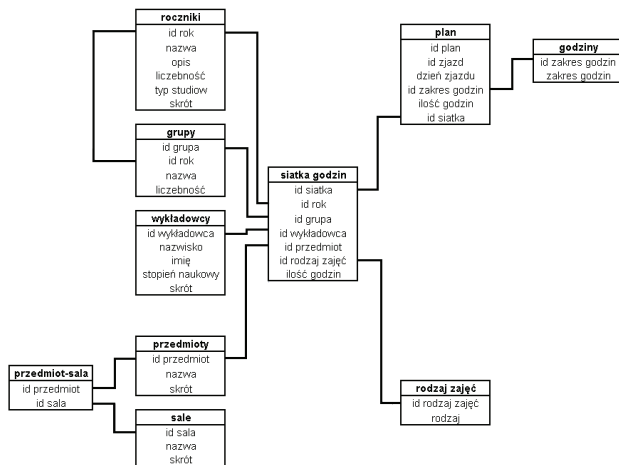 roczniki
id rok
nazwa
opis
liczebność
typ studiow
skrót
grupy
id grupa
id rok
nazwa
liczebność
wykładowcy
id wykładowca
nazwisko
imię
stopień naukowy
skrót
przedmioty
id przedmiot
nazwa
skrót
przedmiot-sala
id przedmiot
id sala
sale
id sala
nazwa
skrót
siatka godzin
id siatka
id rok
id grupa
id wykładowca
id przedmiot
id rodzaj zajęć
ilość godzin
plan
id plan
id zjazd
dzień zjazdu
id zakres godzin
ilość godzin
id siatka
godziny
id zakres godzin
zakres godzin
rodzaj zajęć
id rodzaj zajęć
rodzaj